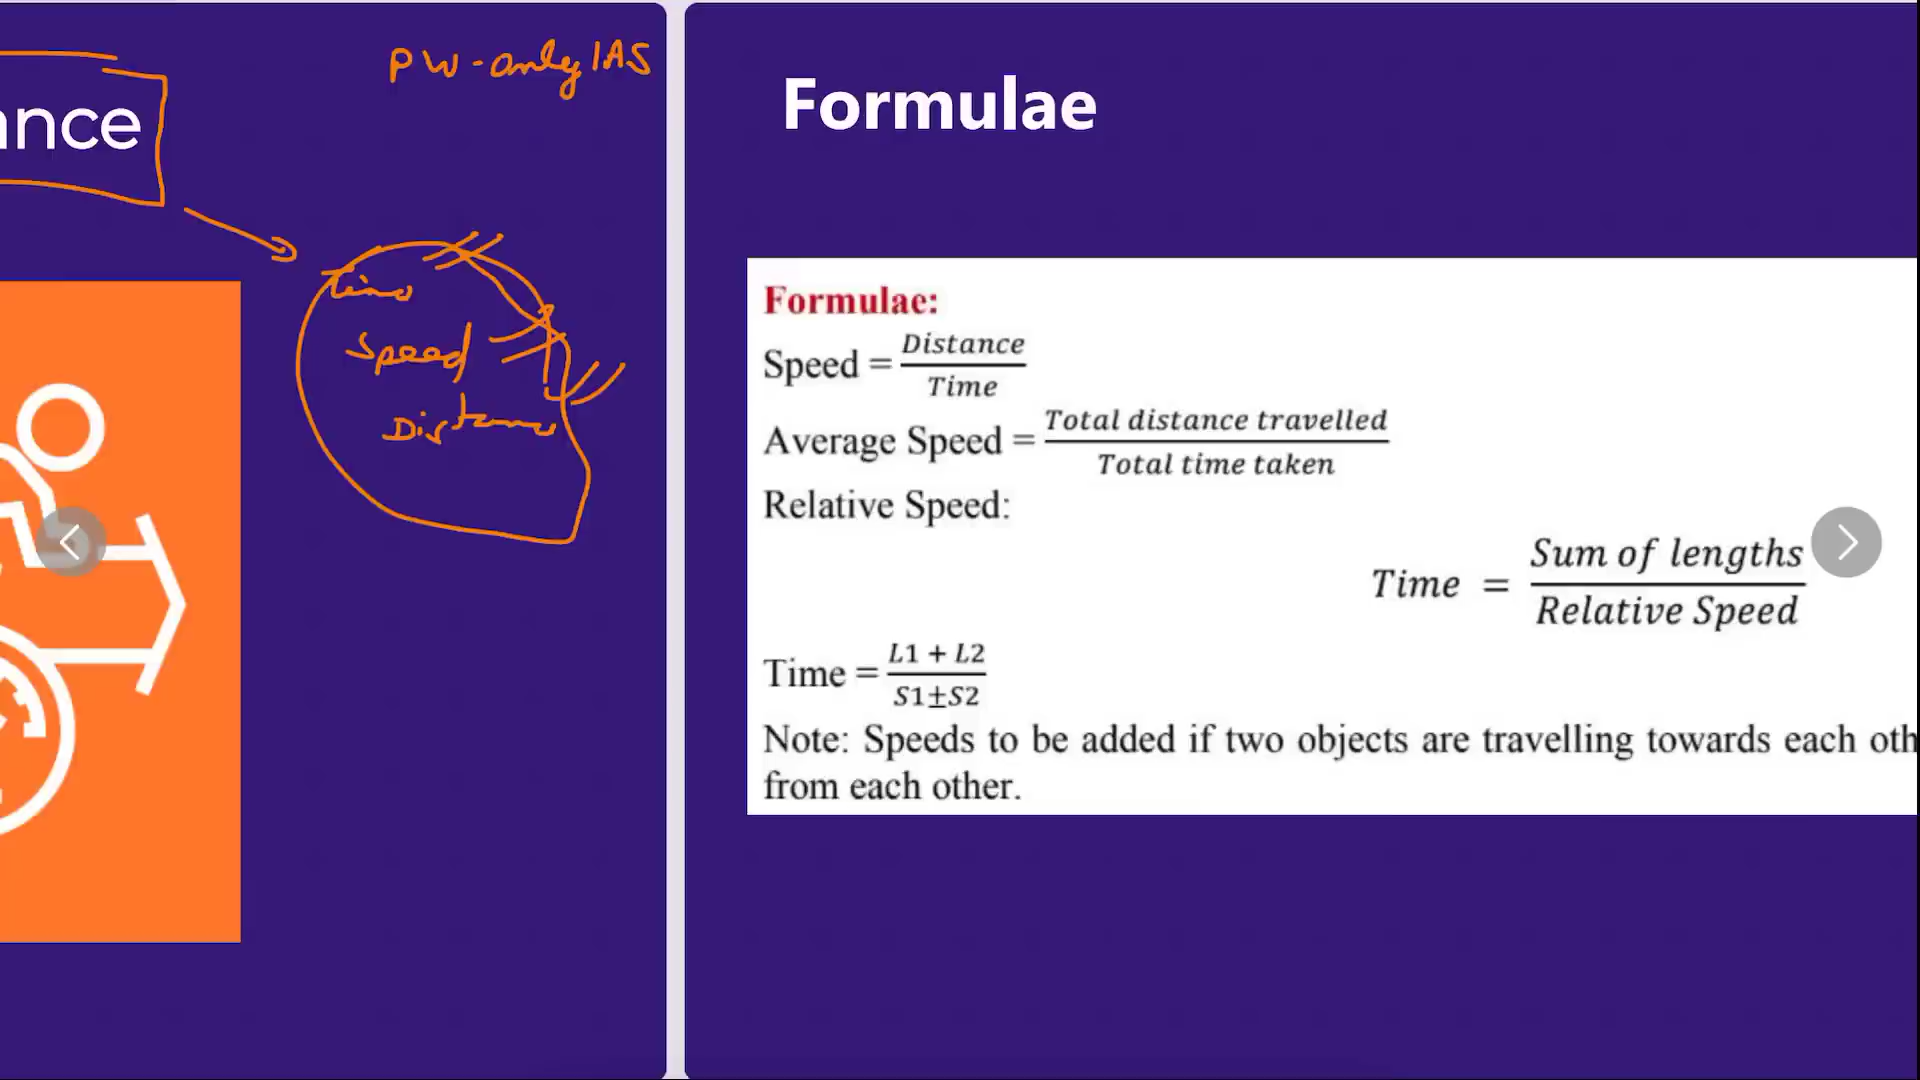 PW-only IAS
ance
Time
Speed
Distance
Formulae
Formulae:
Speed = Distance / Time
Average Speed = Total distance travelled / Total time taken
Relative Speed:
Time = Sum of lengths / Relative Speed
Time = L1 + L2 / S1±S2
Note: Speeds to be added if two objects are travelling towards each oth
from each other.